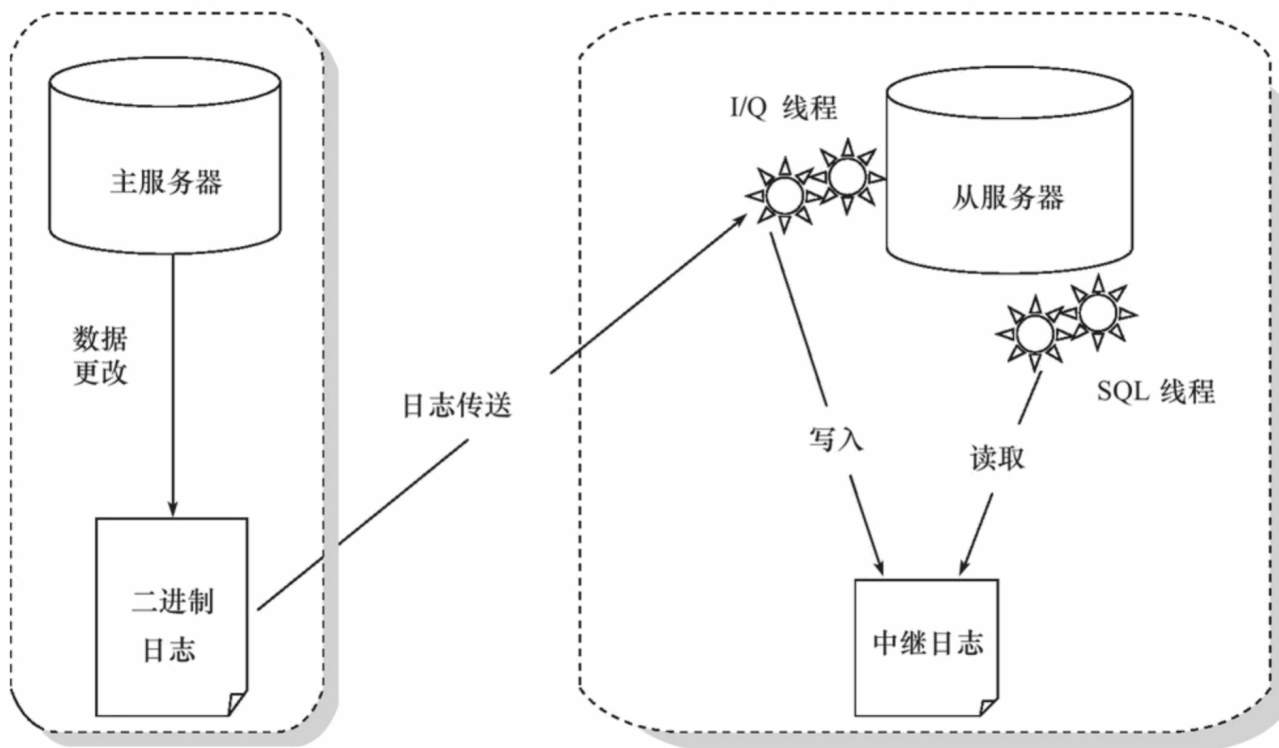 主服务器
数据
更改
二进制
日志
日志传送
I/Q 线程
从服务器
SQL 线程
写入
读取
中继日志